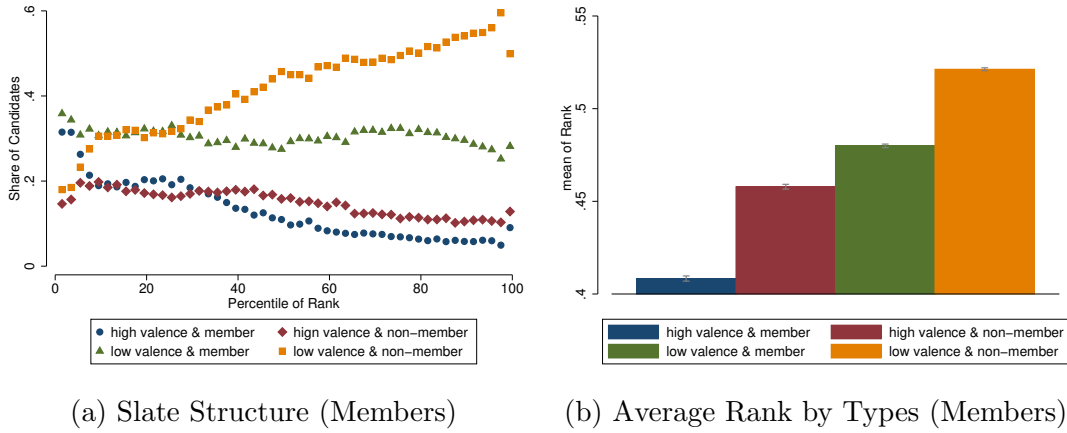 Share of Candidates
.6
.4
.2
0
0 20 40 60 80 100
Percentile of Rank
high valence & member
hign valence & non−member
low valence & member
low valence & non−member
(a) Slate Structure (Members)
mean of Rank
.55
.5
.45
.4
high valence & member
high valence & non−member
low valence & member
low valence & non−member
(b) Average Rank by Types (Members)